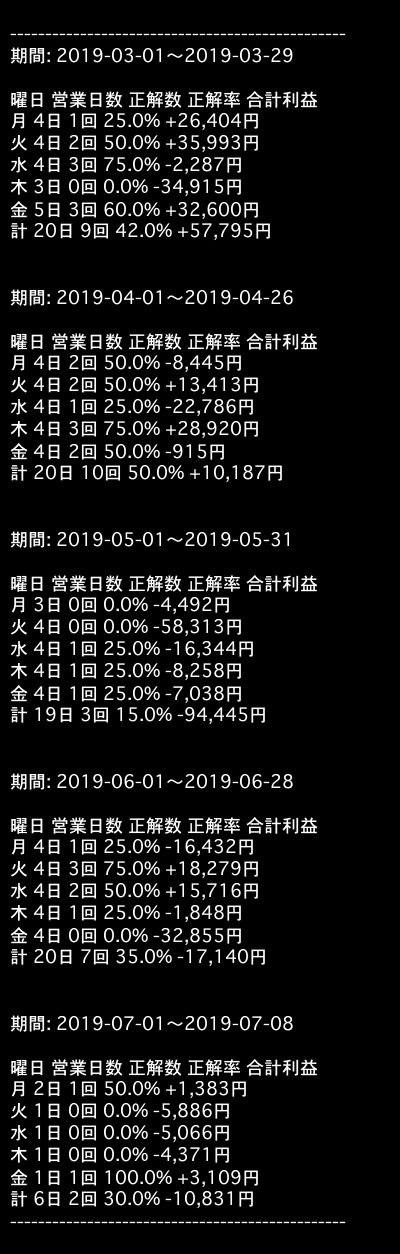 ------------------------------------------------
期間: 2019-03-01〜2019-03-29
曜日 営業日数 正解数 正解率 合計利益
月 4日 1回 25.0% +26,404円
火 4日 2回 50.0% +35,993円
水 4日 3回 75.0% -2,287円
木 3日 0回 0.0% -34,915円
金 5日 3回 60.0% +32,600円
計 20日 9回 42.0% +57,795円
期間: 2019-04-01〜2019-04-26
曜日 営業日数 正解数 正解率 合計利益
月 4日 2回 50.0% -8,445円
火 4日 2回 50.0% +13,413円
水 4日 1回 25.0% -22,786円
木 4日 3回 75.0% +28,920円
金 4日 2回 50.0% -915円
計 20日 10回 50.0% +10,187円
期間: 2019-05-01〜2019-05-31
曜日 営業日数 正解数 正解率 合計利益
月 3日 0回 0.0% -4,492円
火 4日 0回 0.0% -58,313円
水 4日 1回 25.0% -16,344円
木 4日 1回 25.0% -8,258円
金 4日 1回 25.0% -7,038円
計 19日 3回 15.0% -94,445円
期間: 2019-06-01〜2019-06-28
曜日 営業日数 正解数 正解率 合計利益
月 4日 1回 25.0% -16,432円
火 4日 3回 75.0% +18,279円
水 4日 2回 50.0% +15,716円
木 4日 1回 25.0% -1,848円
金 4日 0回 0.0% -32,855円
計 20日 7回 35.0% -17,140円
期間: 2019-07-01〜2019-07-08
曜日 営業日数 正解数 正解率 合計利益
月 2日 1回 50.0% +1,383円
火 1日 0回 0.0% -5,886円
水 1日 0回 0.0% -5,066円
木 1日 0回 0.0% -4,371円
金 1日 1回 100.0% +3,109円
計 6日 2回 30.0% -10,831円
------------------------------------------------